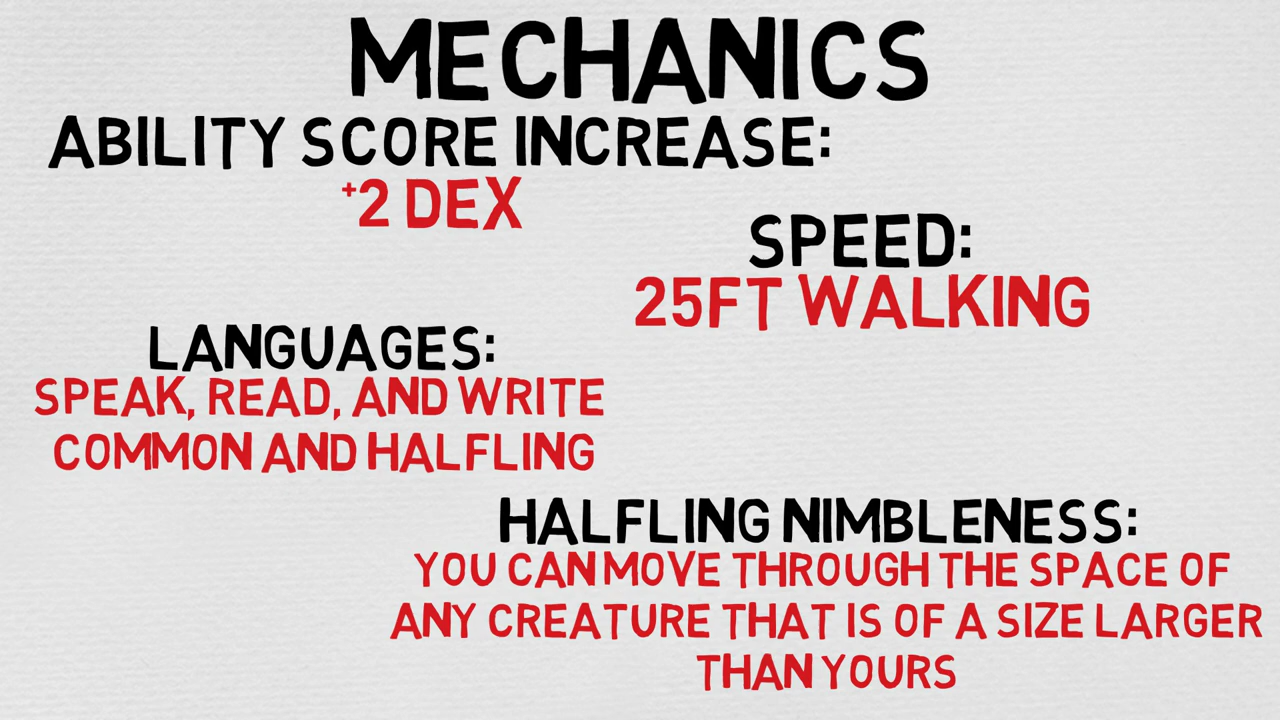 MECHANICS
ABILITY SCORE INCREASE:
+2 DEX
SPEED:
25FT WALKING
LANGUAGES:
SPEAK, READ, AND WRITE
COMMON AND HALFLING
HALFLING NIMBLENESS:
YOU CAN MOVE THROUGH THE SPACE OF
ANY CREATURE THAT IS OF A SIZE LARGER
THAN YOURS